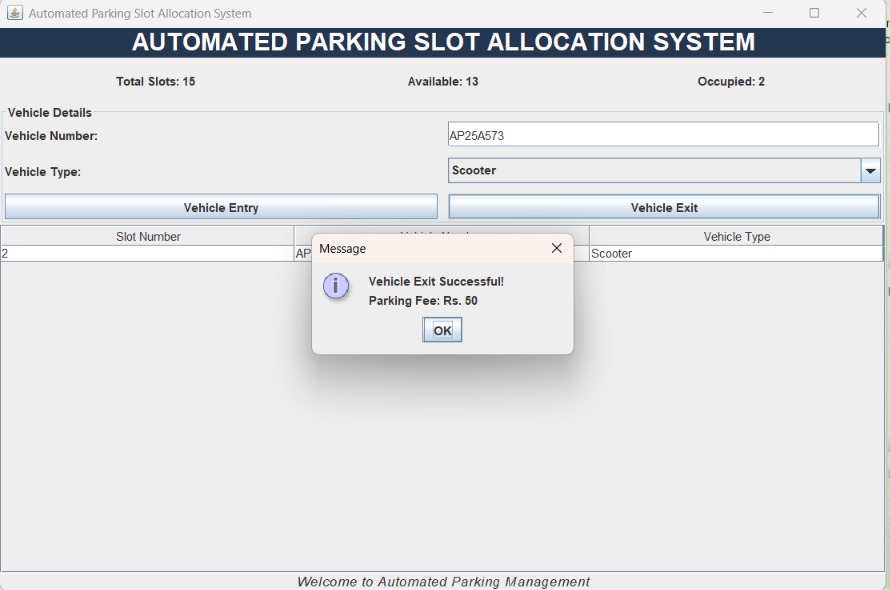 Automated Parking Slot Allocation System
AUTOMATED PARKING SLOT ALLOCATION SYSTEM
Total Slots: 15 Available: 13 Occupied: 2
Vehicle Details
Vehicle Number: AP25A573
Vehicle Type: Scooter
Vehicle Entry Vehicle Exit
Slot Number Vehicle Type
2 AP Scooter
Message
Vehicle Exit Successful!
Parking Fee: Rs. 50
OK
Welcome to Automated Parking Management